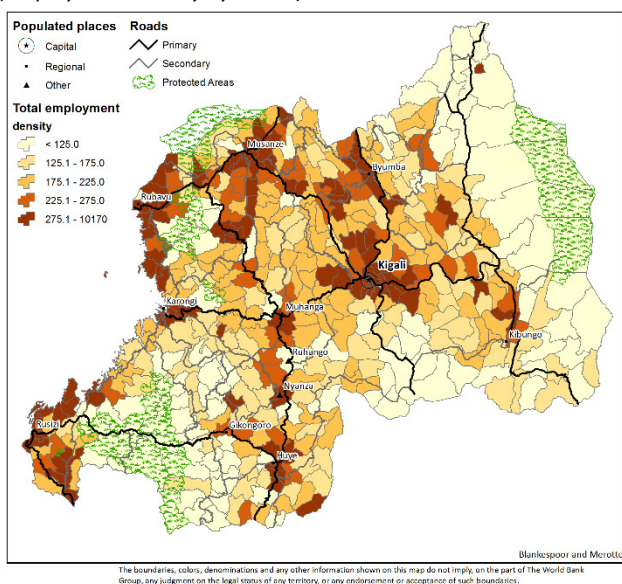 Populated places
Capital
Regional
Other
Roads
Primary
Secondary
Protected Areas
Total employment
density
< 125.0
125.1 - 175.0
175.1 - 225.0
225.1 - 275.0
275.1 - 10170
Musanze
Byumba
Rubavu
Kigali
Karongi
Muhanga
Kibungo
Ruhango
Nyanza
Rusizi
Gikongoro
Huye
Blankespoor and Merotto
The boundaries, colors, denominations and any other information shown on this map do not imply, on the part of The World Bank
Group, any judgment on the legal status of any territory, or any endorsement or acceptance of such boundaries.